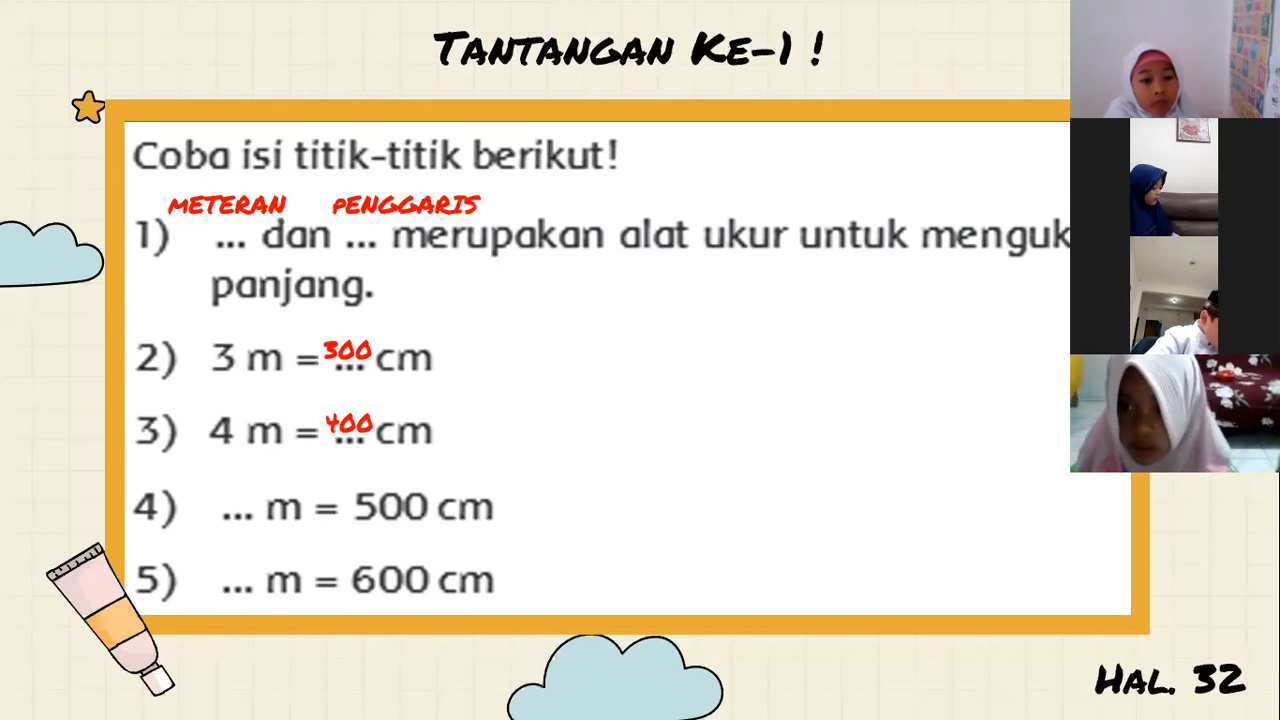 Tantangan Ke-1 !
Coba isi titik-titik berikut!
METERAN PENGGARIS
1) ... dan ... merupakan alat ukur untuk menguk
panjang.
2) 3 m = 300 ... cm
3) 4 m = 400 ... cm
4) ... m = 500 cm
5) ... m = 600 cm
Hal. 32